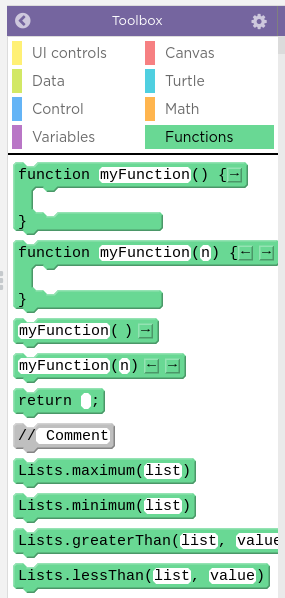 Toolbox
UI controls
Canvas
Data
Turtle
Control
Math
Variables
Functions
function myFunction() {→
}
function myFunction(n) {← →
}
myFunction( ) →
myFunction(n) ← →
return ;
// Comment
Lists.maximum(list)
Lists.minimum(list)
Lists.greaterThan(list, value
Lists.lessThan(list, value)